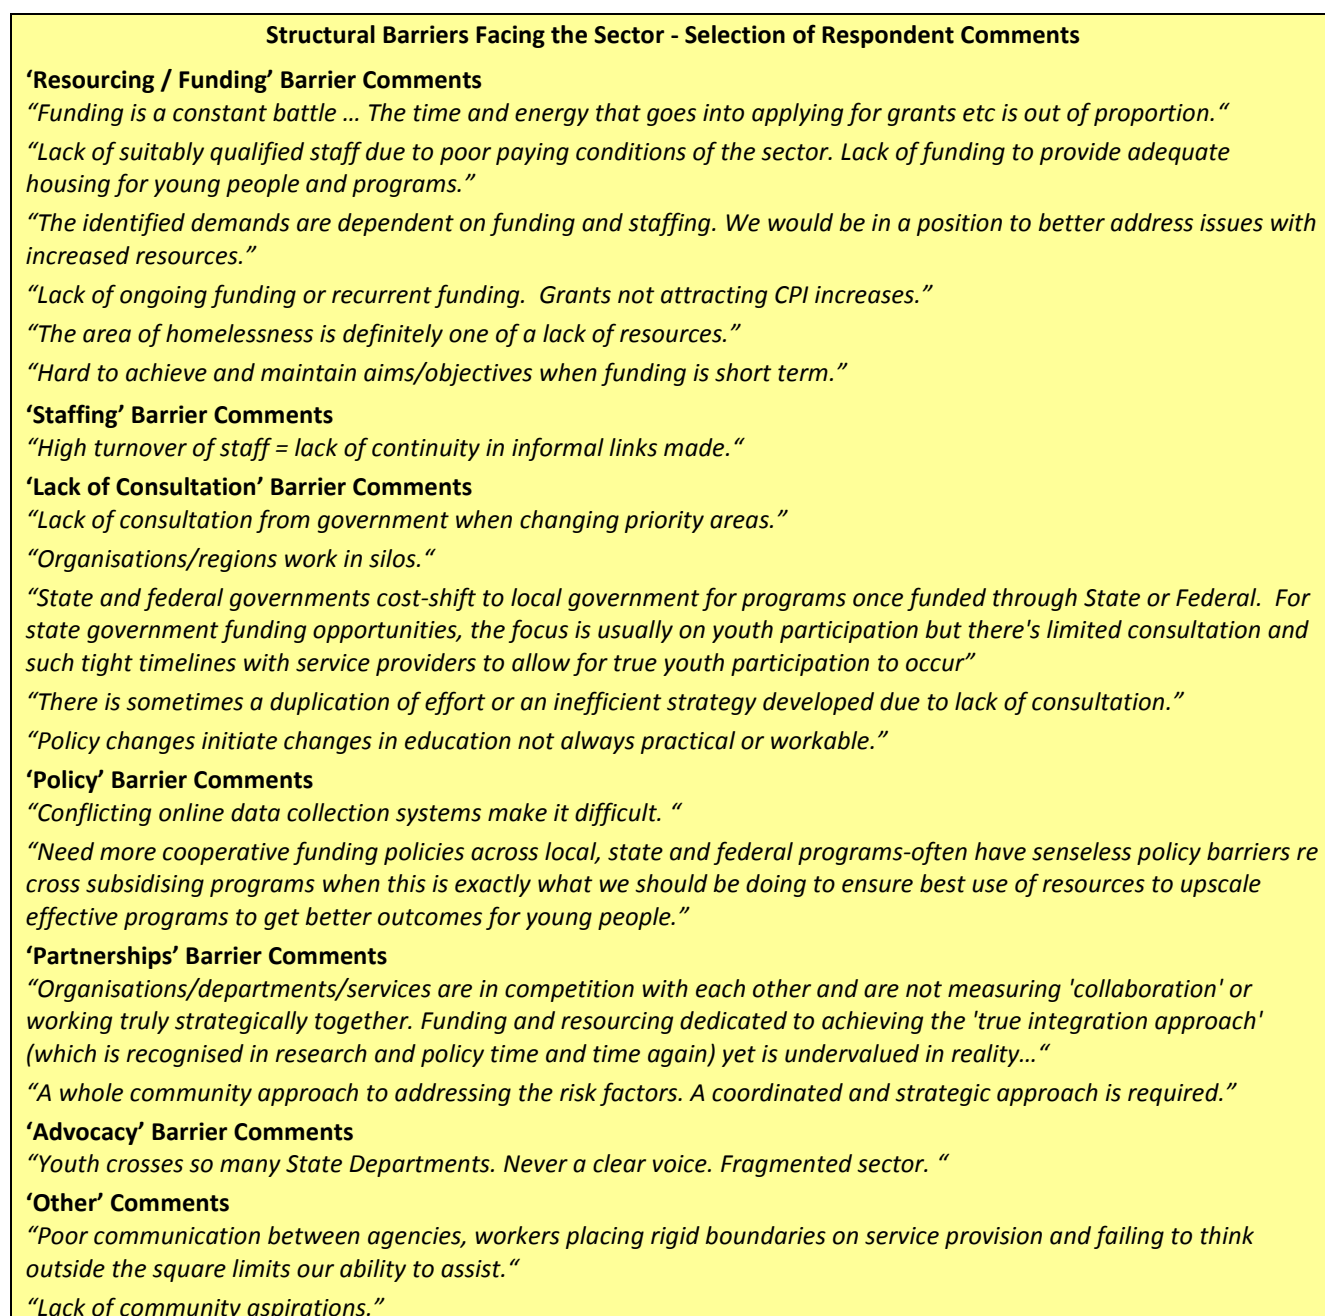 Structural Barriers Facing the Sector - Selection of Respondent Comments
‘Resourcing / Funding’ Barrier Comments
“Funding is a constant battle … The time and energy that goes into applying for grants etc is out of proportion.“
“Lack of suitably qualified staff due to poor paying conditions of the sector. Lack of funding to provide adequate
housing for young people and programs.”
“The identified demands are dependent on funding and staffing. We would be in a position to better address issues with
increased resources.”
“Lack of ongoing funding or recurrent funding.  Grants not attracting CPI increases.”
“The area of homelessness is definitely one of a lack of resources.”
“Hard to achieve and maintain aims/objectives when funding is short term.”
‘Staffing’ Barrier Comments
“High turnover of staff = lack of continuity in informal links made.“
‘Lack of Consultation’ Barrier Comments
“Lack of consultation from government when changing priority areas.”
“Organisations/regions work in silos.“
“State and federal governments cost-shift to local government for programs once funded through State or Federal.  For
state government funding opportunities, the focus is usually on youth participation but there's limited consultation and
such tight timelines with service providers to allow for true youth participation to occur”
“There is sometimes a duplication of effort or an inefficient strategy developed due to lack of consultation.”
“Policy changes initiate changes in education not always practical or workable.”
‘Policy’ Barrier Comments
“Conflicting online data collection systems make it difficult. “
“Need more cooperative funding policies across local, state and federal programs-often have senseless policy barriers re
cross subsidising programs when this is exactly what we should be doing to ensure best use of resources to upscale
effective programs to get better outcomes for young people.”
‘Partnerships’ Barrier Comments
“Organisations/departments/services are in competition with each other and are not measuring 'collaboration' or
working truly strategically together. Funding and resourcing dedicated to achieving the 'true integration approach'
(which is recognised in research and policy time and time again) yet is undervalued in reality…“
“A whole community approach to addressing the risk factors. A coordinated and strategic approach is required.”
‘Advocacy’ Barrier Comments
“Youth crosses so many State Departments. Never a clear voice. Fragmented sector. “
‘Other’ Comments
“Poor communication between agencies, workers placing rigid boundaries on service provision and failing to think
outside the square limits our ability to assist.“
“Lack of community aspirations.”